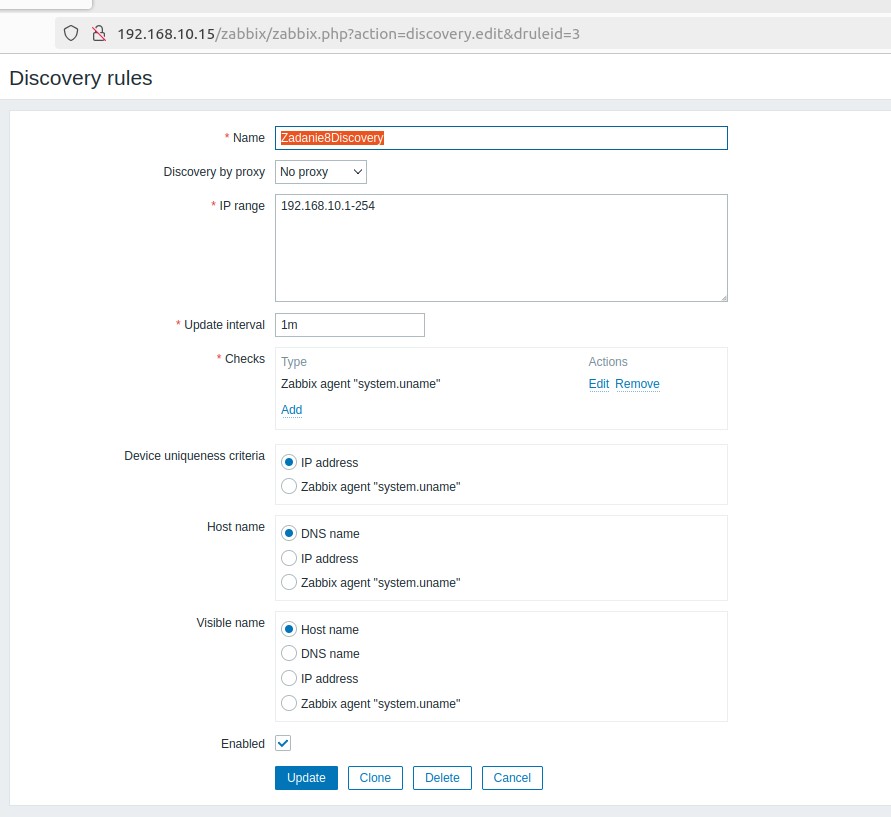 192.168.10.15/zabbix/zabbix.php?action=discovery.edit&druleid=3
Discovery rules
* Name Zadanie8Discovery
Discovery by proxy No proxy
* IP range 192.168.10.1-254
* Update interval 1m
* Checks Type Actions
Zabbix agent "system.uname" Edit Remove
Add
Device uniqueness criteria IP address
Zabbix agent "system.uname"
Host name DNS name
IP address
Zabbix agent "system.uname"
Visible name Host name
DNS name
IP address
Zabbix agent "system.uname"
Enabled
Update Clone Delete Cancel